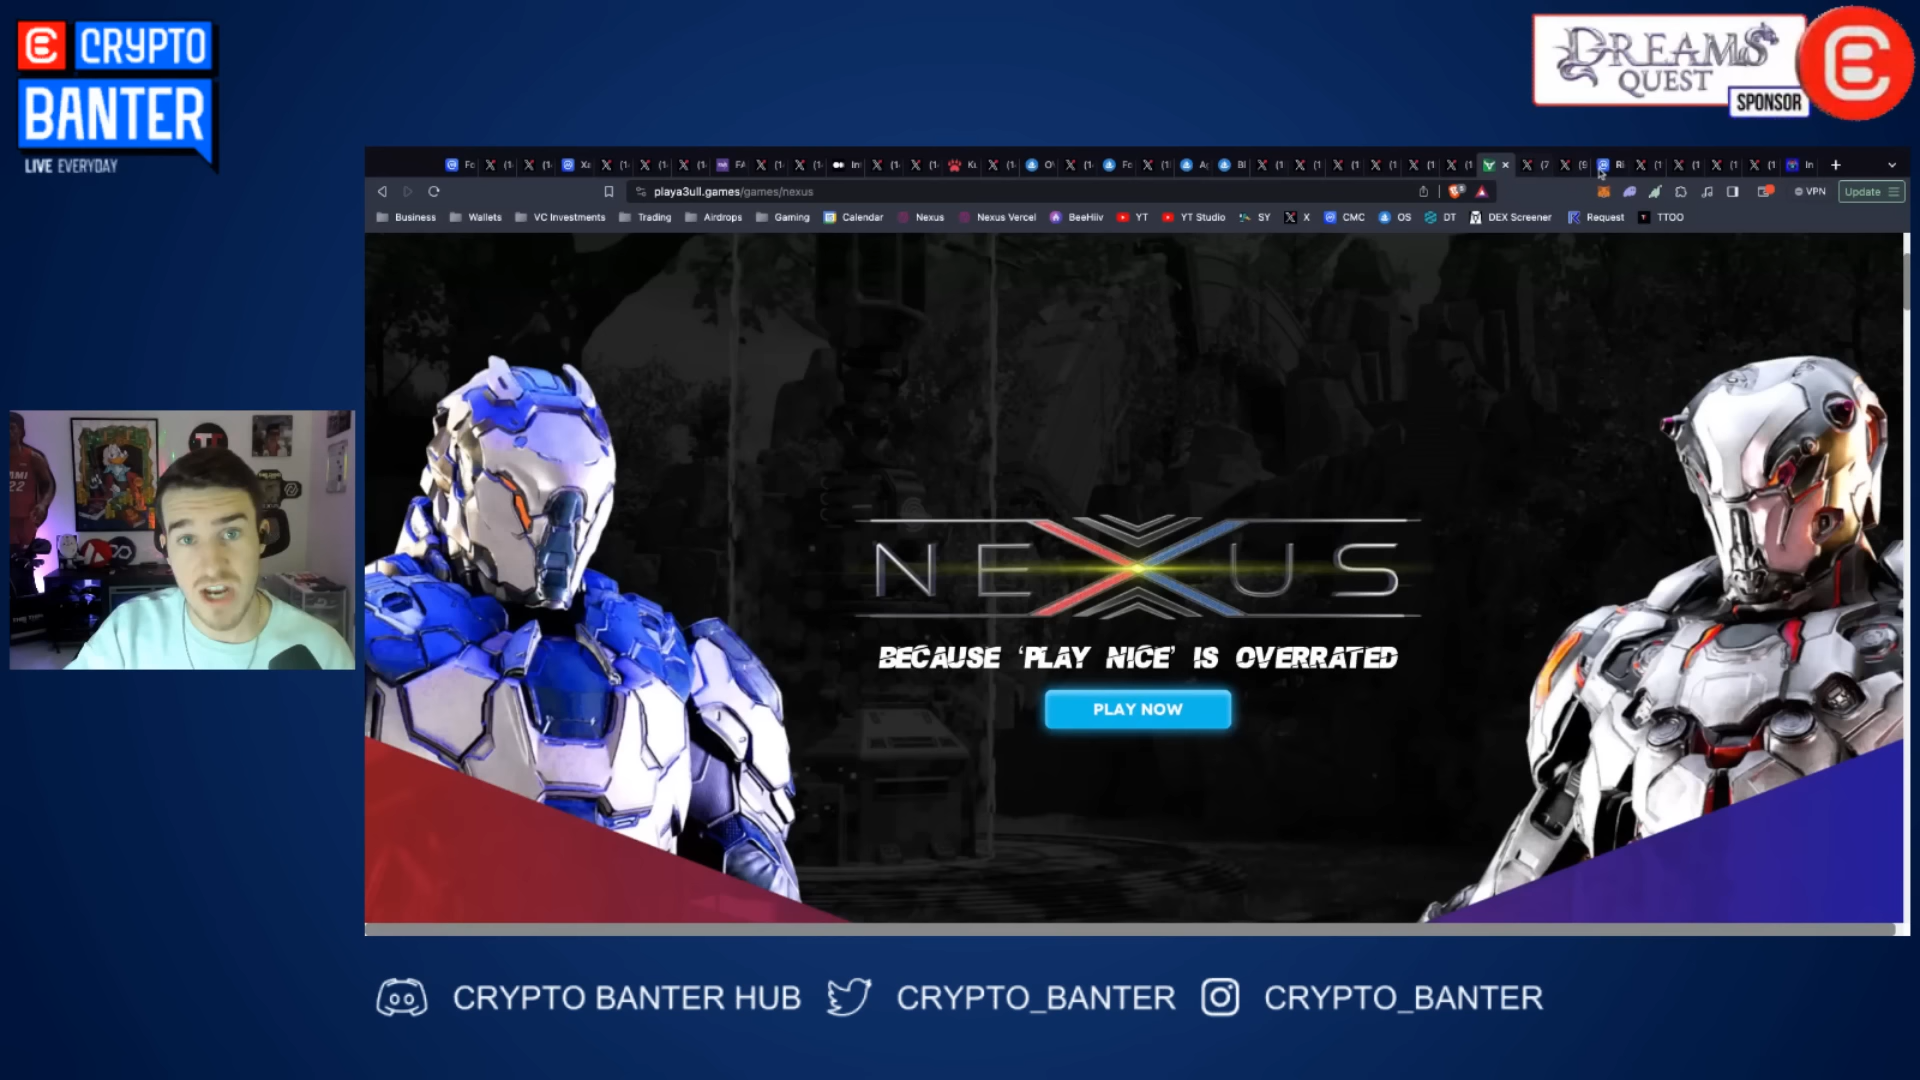 CRYPTO
BANTER
LIVE EVERYDAY
DREAMS
QUEST
SPONSOR
playa3ull.games/games/nexus
VPN
Update
Business
Wallets
VC Investments
Trading
Airdrops
Gaming
Calendar
Nexus
Nexus Vercel
BeeHiiv
YT
YT Studio
SY
X
CMC
OS
DT
DEX Screener
Request
TTOO
NEXUS
BECAUSE ‘PLAY NICE’ IS OVERRATED
PLAY NOW
CRYPTO BANTER HUB
CRYPTO_BANTER
CRYPTO_BANTER